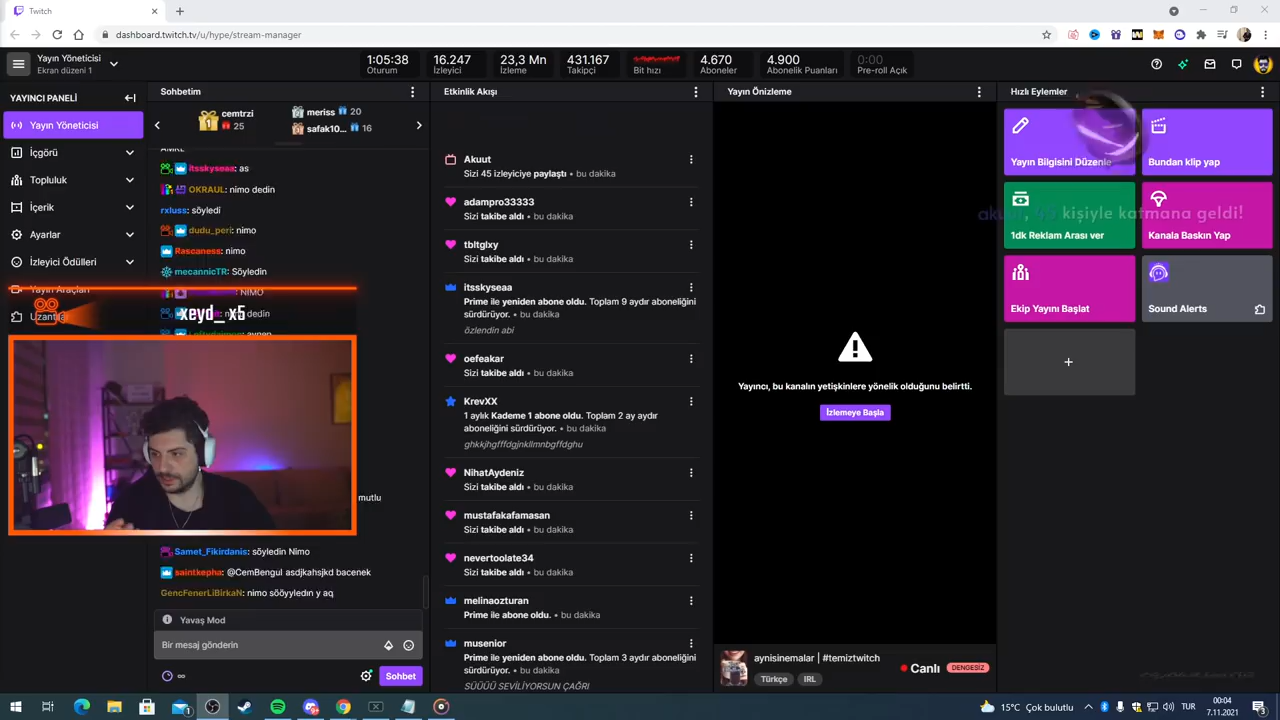 Twitch
dashboard.twitch.tv/u/hype/stream-manager
Yayın Yöneticisi
Ekran düzeni 1
1:05:38
Oturum
16.247
İzleyici
23,3 Mn
İzleme
431.167
Takipçi
Bit hızı
4.670
Aboneler
4.900
Abonelik Puanları
0:00
Pre-roll Açık
YAYINCI PANELİ
Yayın Yöneticisi
İçgörü
Topluluk
İçerik
Ayarlar
İzleyici Ödülleri
Yayın Araçları
Uzantılar
xeyd_x5
Sohbetim
1 cemtrzi
25
meriss 20
safak10... 16
itsskyseaa: as
OKRAUL: nimo dedin
rxluss: söyledi
dudu_peri: nimo
Rascaness: nimo
mecannicTR: Söyledin
NIMO
dedin
mutlu
Samet_Fikirdanis: söyledin Nimo
saintkepha: @CemBengul asdjkahsjkd bacenek
GencFenerLiBirkaN: nimo sööyyledın y aq
Yavaş Mod
Bir mesaj gönderin
∞
Sohbet
Etkinlik Akışı
Akuut
Sizi 45 izleyiciye paylaştı • bu dakika
adampro33333
Sizi takibe aldı • bu dakika
tbltglxy
Sizi takibe aldı • bu dakika
itsskyseaa
Prime ile yeniden abone oldu. Toplam 9 aydır aboneliğini
sürdürüyor. • bu dakika
özlendin abi
oefeakar
Sizi takibe aldı • bu dakika
KrevXX
1 aylık Kademe 1 abone oldu. Toplam 2 ay aydır
aboneliğini sürdürüyor. • bu dakika
ghkkjhgfffdgjnkllmnbgffdghu
NihatAydeniz
Sizi takibe aldı • bu dakika
mustafakafamasan
Sizi takibe aldı • bu dakika
nevertoolate34
Sizi takibe aldı • bu dakika
melinaozturan
Prime ile abone oldu. • bu dakika
musenior
Prime ile yeniden abone oldu. Toplam 3 aydır aboneliğini
sürdürüyor. • bu dakika
SÜÜÜÜ SEVİLİYORSUN ÇAĞRI
Yayın Önizleme
Yayıncı, bu kanalın yetişkinlere yönelik olduğunu belirtti.
İzlemeye Başla
aynisinemalar | #temiztwitch
Türkçe IRL
Canlı
DENGESİZ
Hızlı Eylemler
Yayın Bilgisini Düzenle
Bundan klip yap
kişiyle katmana geldi!
1dk Reklam Arası ver
Kanala Baskın Yap
Ekip Yayını Başlat
Sound Alerts
15°C Çok bulutlu
TUR
00:04
7.11.2021
3